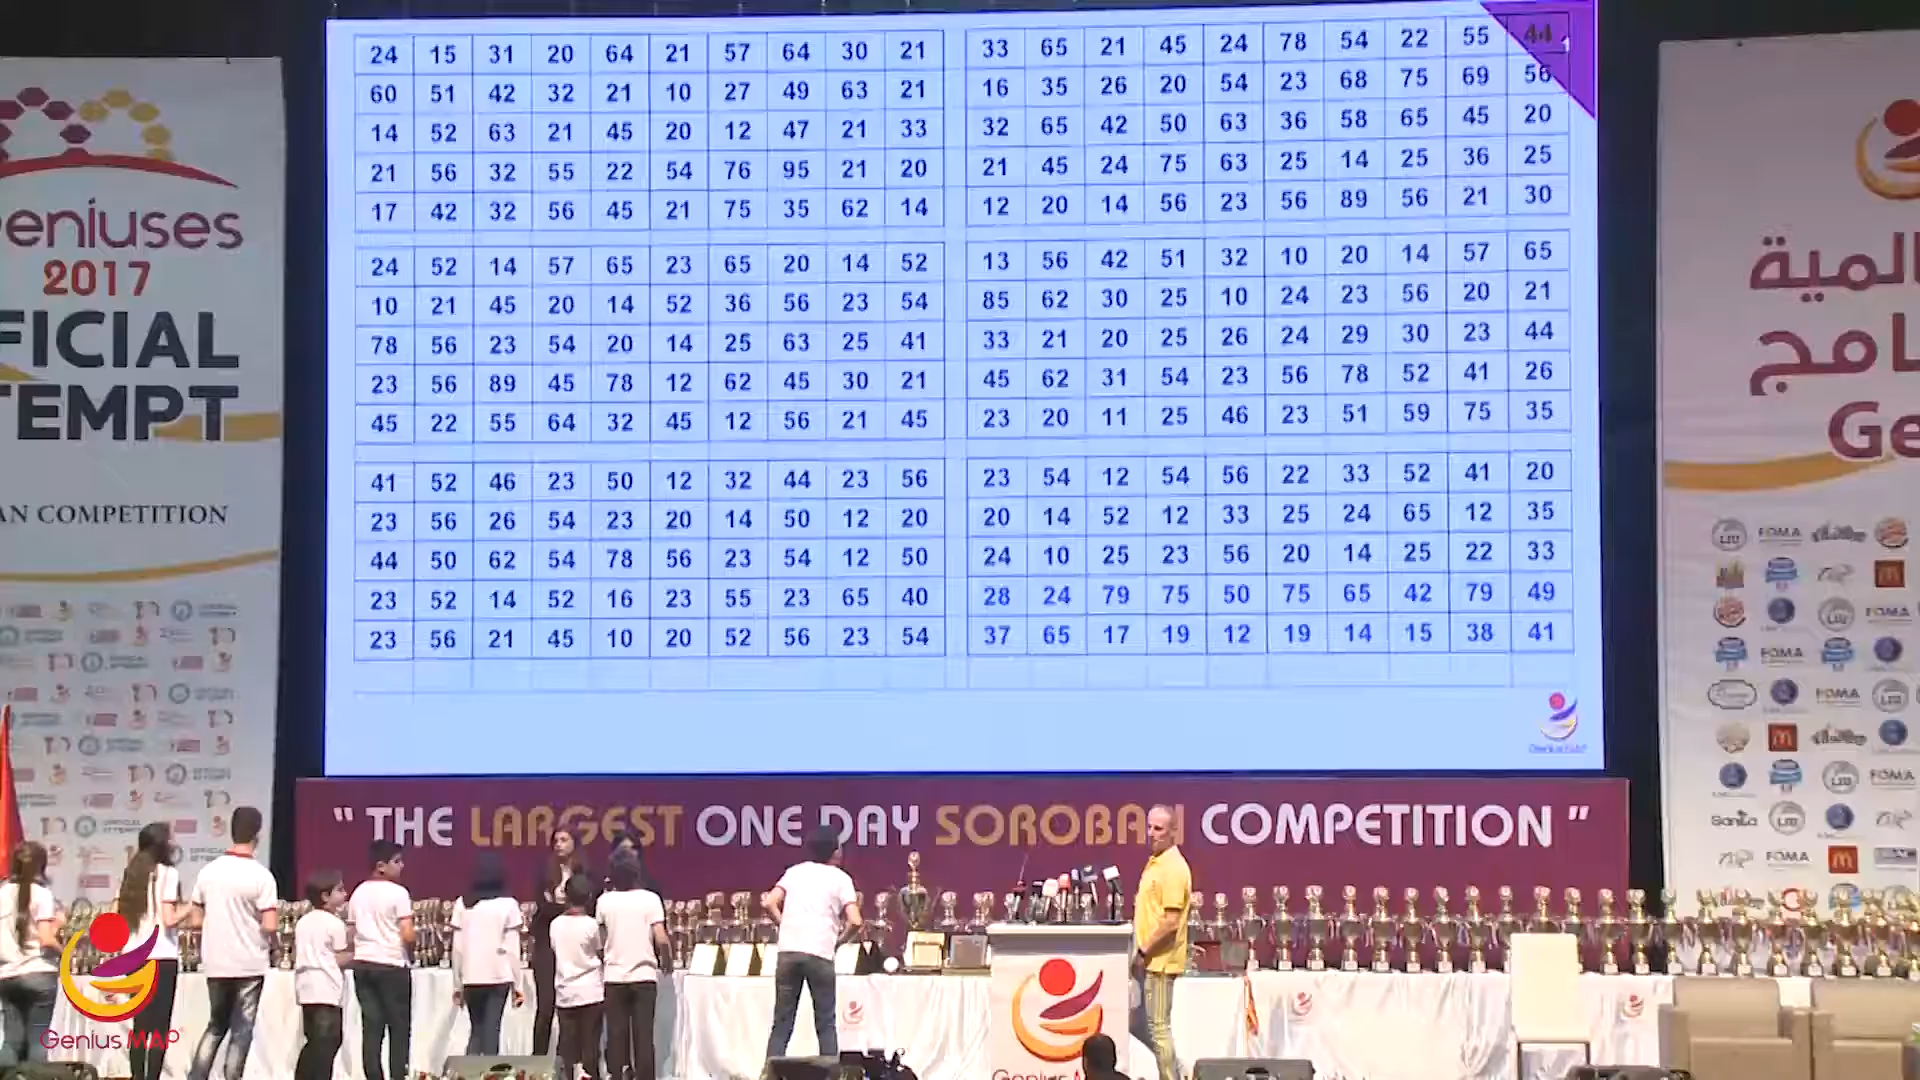 24 15 31 20 64 21 57 64 30 21
60 51 42 32 21 10 27 49 63 21
14 52 63 21 45 20 12 47 21 33
21 56 32 55 22 54 76 95 21 20
17 42 32 56 45 21 75 35 62 14
33 65 21 45 24 78 54 22 55 44
16 35 26 20 54 23 68 75 69 56
32 65 42 50 63 36 58 65 45 20
21 45 24 75 63 25 14 25 36 25
12 20 14 56 23 56 89 56 21 30
24 52 14 57 65 23 65 20 14 52
10 21 45 20 14 52 36 56 23 54
78 56 23 54 20 14 25 63 25 41
23 56 89 45 78 12 62 45 30 21
45 22 55 64 32 45 12 56 21 45
13 56 42 51 32 10 20 14 57 65
85 62 30 25 10 24 23 56 20 21
33 21 20 25 26 24 29 30 23 44
45 62 31 54 23 56 78 52 41 26
23 20 11 25 46 23 51 59 75 35
41 52 46 23 50 12 32 44 23 56
23 56 26 54 23 20 14 50 12 20
44 50 62 54 78 56 23 54 12 50
23 52 14 52 16 23 55 23 65 40
23 56 21 45 10 20 52 56 23 54
23 54 12 54 56 22 33 52 41 20
20 14 52 12 33 25 24 65 12 35
24 10 25 23 56 20 14 25 22 33
28 24 79 75 50 75 65 42 79 49
37 65 17 19 12 19 14 15 38 41
Genius MAP
" THE LARGEST ONE DAY SOROBAN COMPETITION "
eniuses
2017
FICIAL
TEMPT
AN COMPETITION
المية
امج
Ge
LIU FOMA
FOMA
FOMA
FOMA LIU
LIU FOMA
Sanita LIU
FOMA
Genius MAP
Genius